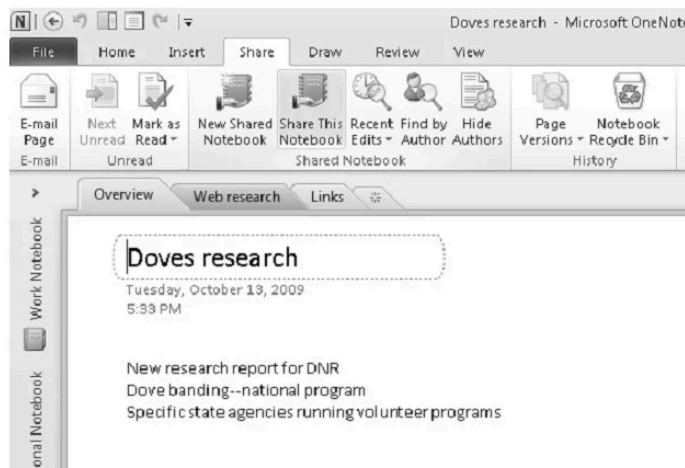 Doves research - Microsoft OneNote
File Home Insert Share Draw Review View
E-mail Page
Next Unread
Mark as Read
New Shared Notebook
Share This Notebook
Recent Edits
Find by Author
Hide Authors
Page Versions
Notebook Recycle Bin
E-mail Unread Shared Notebook History
Overview Web research Links
Work Notebook
onal Notebook
Doves research
Tuesday, October 13, 2009
5:33 PM
New research report for DNR
Dove banding--national program
Specific state agencies running volunteer programs